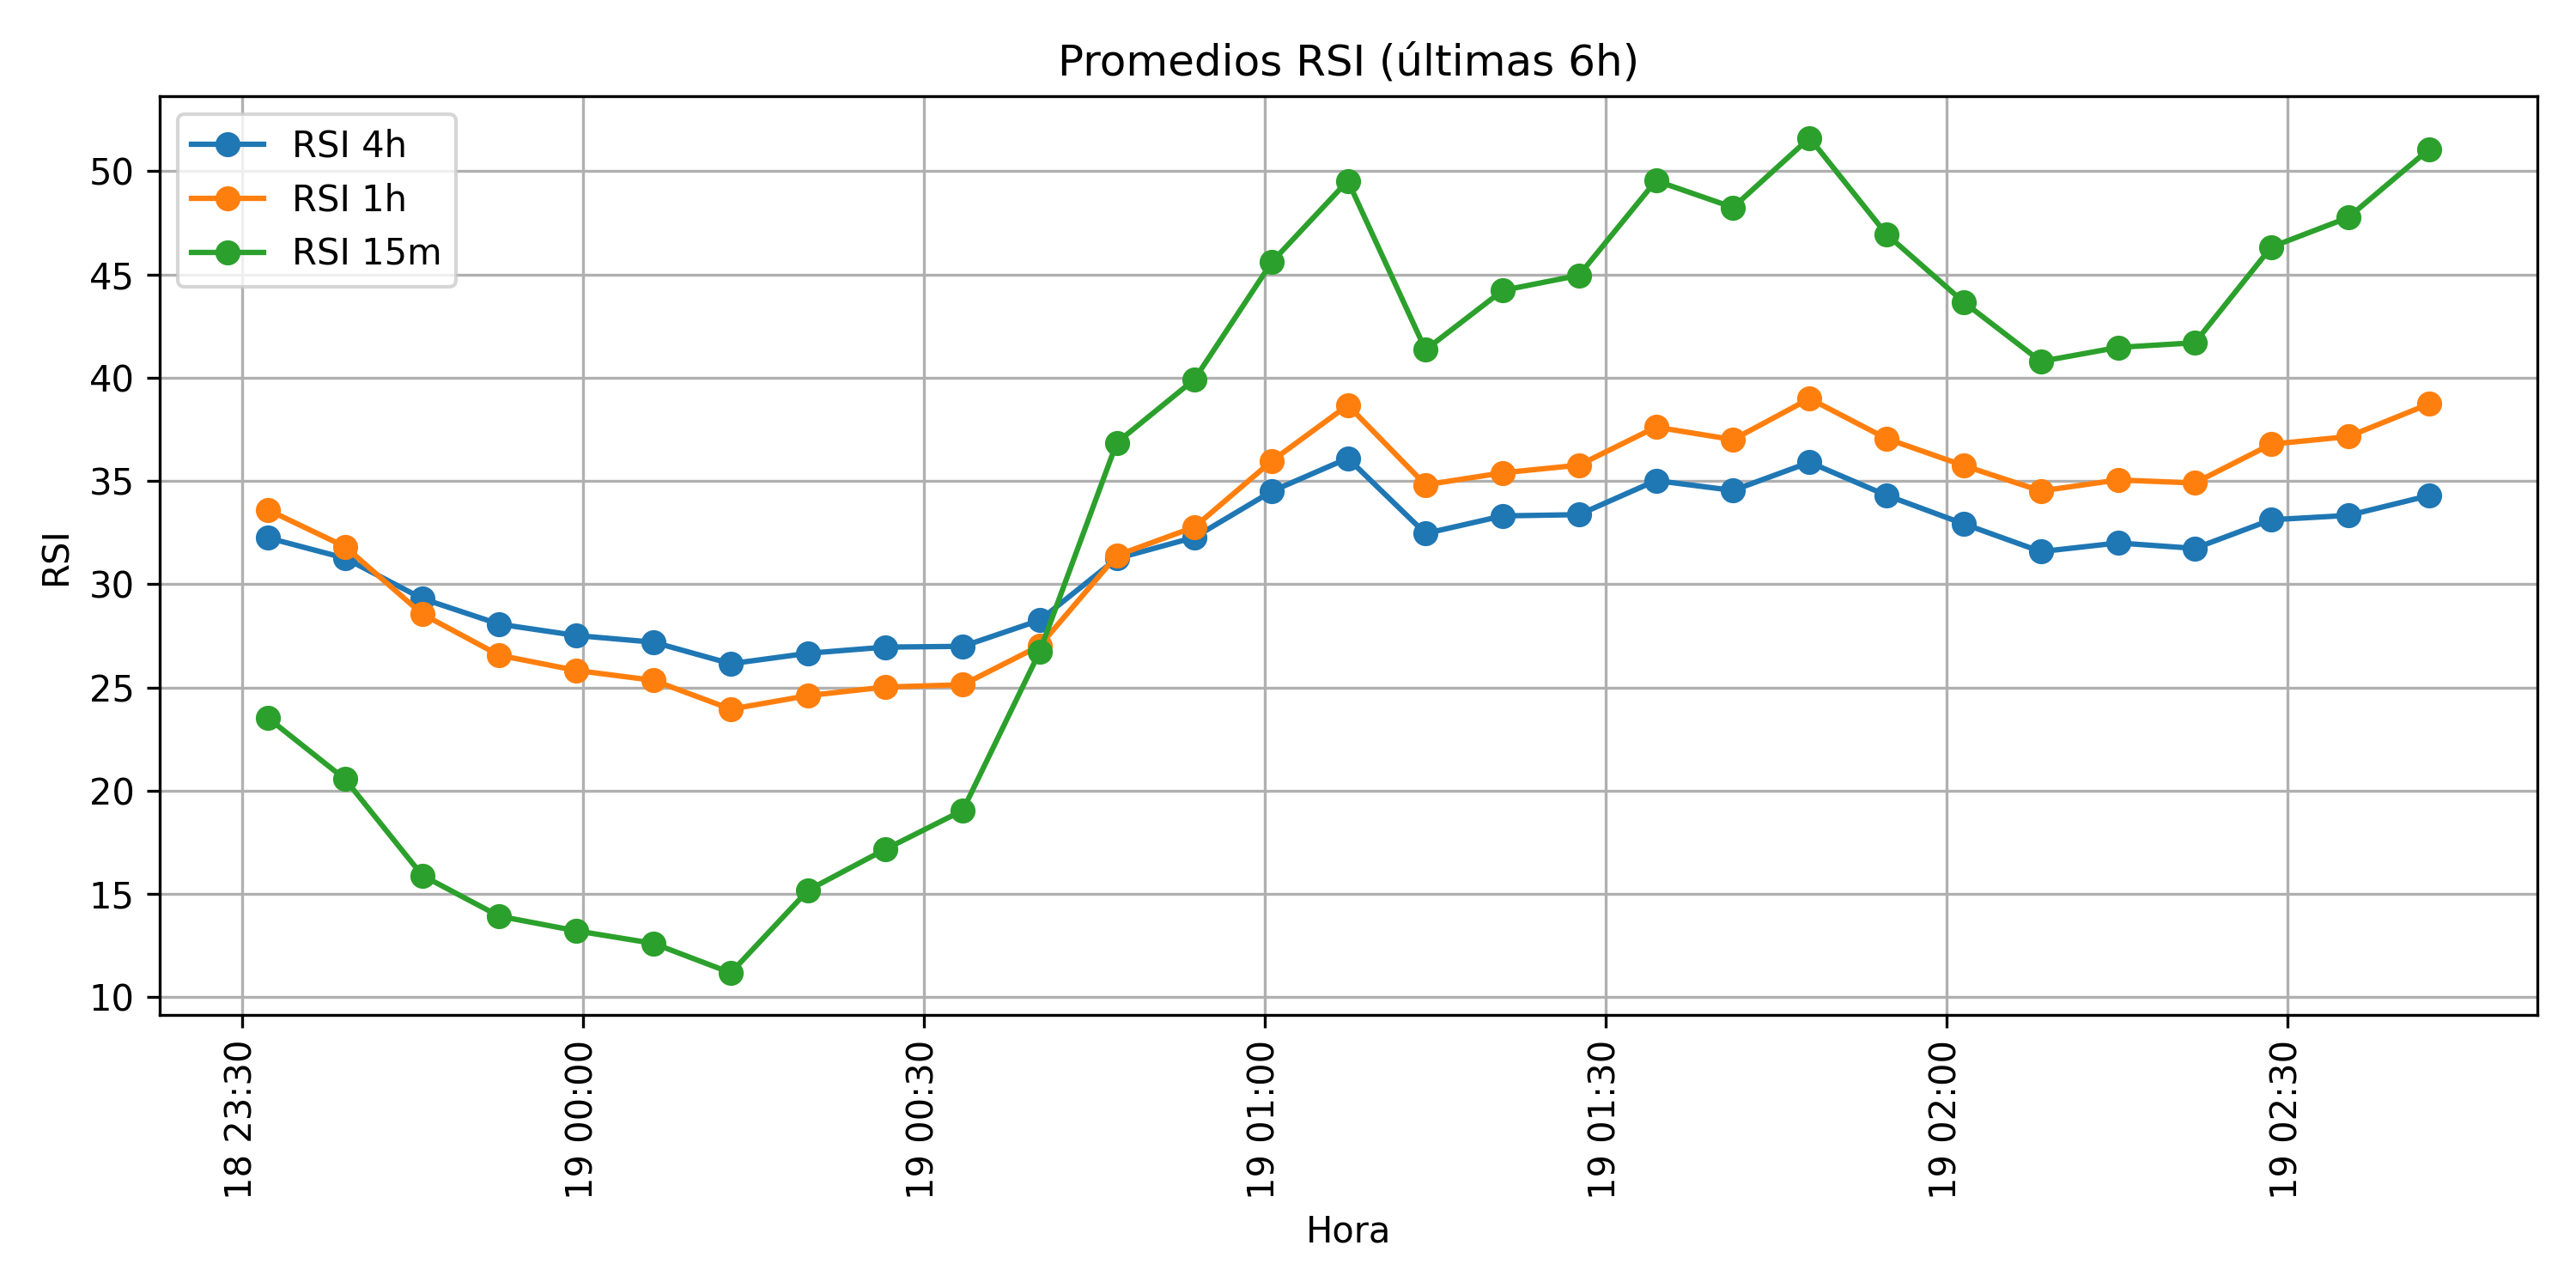 Promedios RSI (últimas 6h)
RSI 4h
RSI 1h
RSI 15m
50
45
40
35
30
25
20
15
10
RSI
18 23:30
19 00:00
19 00:30
19 01:00
19 01:30
19 02:00
19 02:30
Hora